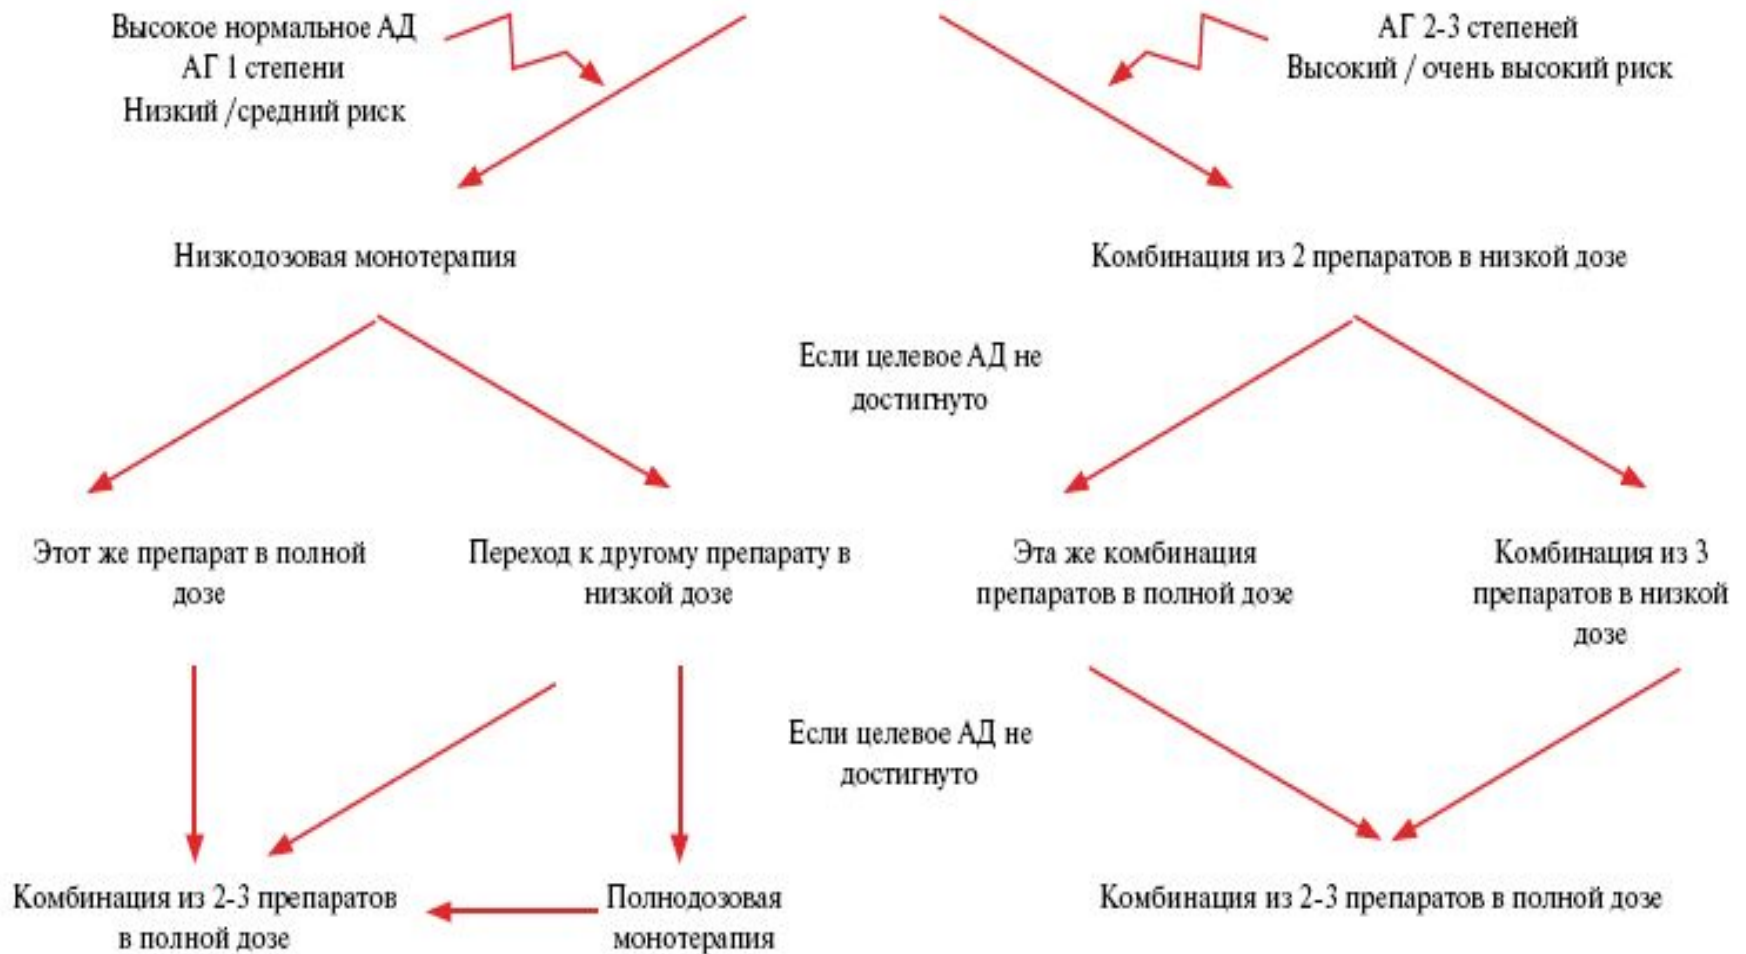 Высокое нормальное АД
АГ 1 степени
Низкий /средний риск
АГ 2-3 степеней
Высокий / очень высокий риск
Низкодозовая монотерапия
Комбинация из 2 препаратов в низкой дозе
Если целевое АД не
достигнуто
Этот же препарат в полной
дозе
Переход к другому препарату в
низкой дозе
Эта же комбинация
препаратов в полной дозе
Комбинация из 3
препаратов в низкой
дозе
Если целевое АД не
достигнуто
Комбинация из 2-3 препаратов
в полной дозе
Полнодозовая
монотерапия
Комбинация из 2-3 препаратов в полной дозе